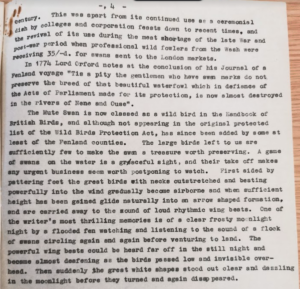 -. 4 -
century. This was apart from its continued use as a ceremonial
dish by colleges and corporation feasts down to recent times, and
the revival of its use during the meat shortage of the late War and
post-war period when professional wild fowlers from the Wash were
receiving 35/-d. for swans sent to the London markets.
In 1774 Lord Orford notes at the conclusion of his Journal of a
Fenland voyage "Tis a pity the gentlemen who have swan marks do not
preserve the breed of that beautiful waterfowl which in defience of
the Acts of Parliament made for its protection, is now almost destroyed
in the rivers of Neme and Ouse".
The Mute Swan is now classed as a wild bird in the Handbook of
British Birds, and although not appearing in the original protected
list of the Wild Birds Protection Act, has since been added by some at
least of the Fenland counties. The large birds left to us are
sufficiently few to make the swan a treasure worth preserving. A game
of swans on the water is a graceful sight, and their take off makes
any urgent business seem worth postponing to watch. First aided by
pattering feet the great birds with necks outstretched and beating
powerfully into the wind gradually become airborne and when sufficient
height has been gained glide naturally into an arrow shaped formation,
and are carried away to the sound of loud rhythmic wing beats. One of
the writer's most thrilling memories is of a clear frosty moonlight
night by a flooded fen watching and listening to the sound of a flock
of swans circling again and again before venturing to land. The
powerful wing beats could be heard far off in the still night and
became almost deafening as the birds passed low and invisible over-
head. Then suddenly the great white shapes stood out clear and dazzling
in the moonlight before they turned and again disappeared.